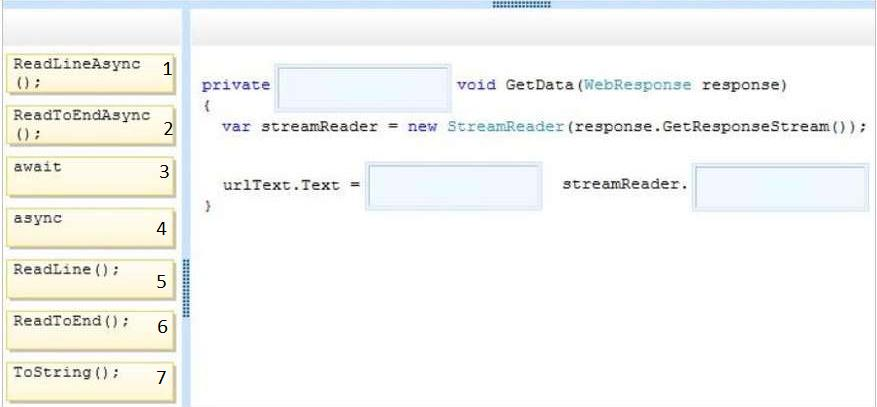 ReadLineAsync
();
1
ReadToEndAsync
();
2
await
3
async
4
ReadLine();
5
ReadToEnd();
6
ToString();
7
private void GetData(WebResponse response)
{
var streamReader = new StreamReader(response.GetResponseStream());
urlText.Text = streamReader.
}